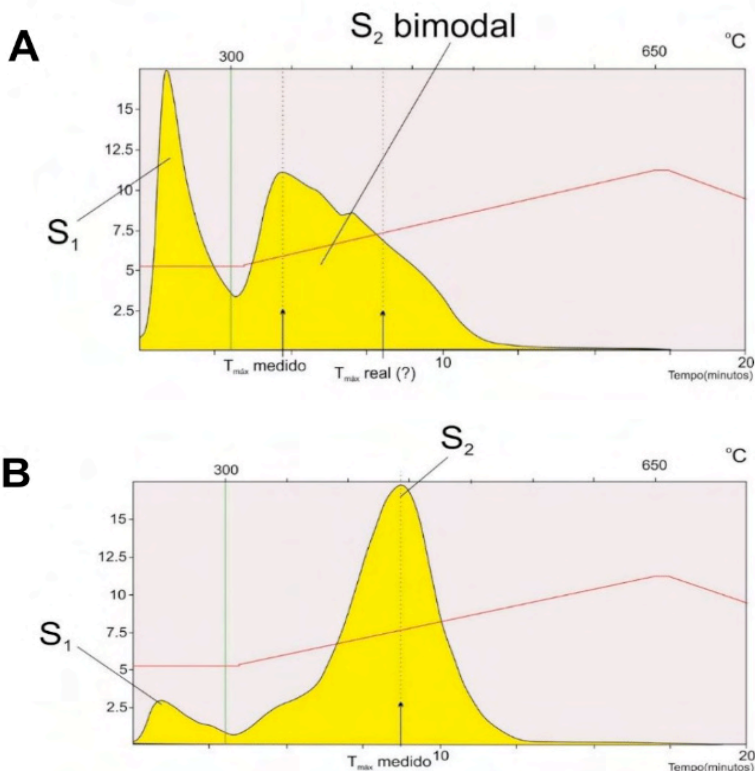 A
S₂ bimodal
°C
300
650
15
12.5
10
7.5
5
2.5
S₁
Tmáx medido
Tmáx real (?)
10
20
Tempo(minutos)
B
S₂
°C
300
650
15
12.5
10
7.5
5
2.5
S₁
Tmáx medido
10
20
Tempo(minutos)